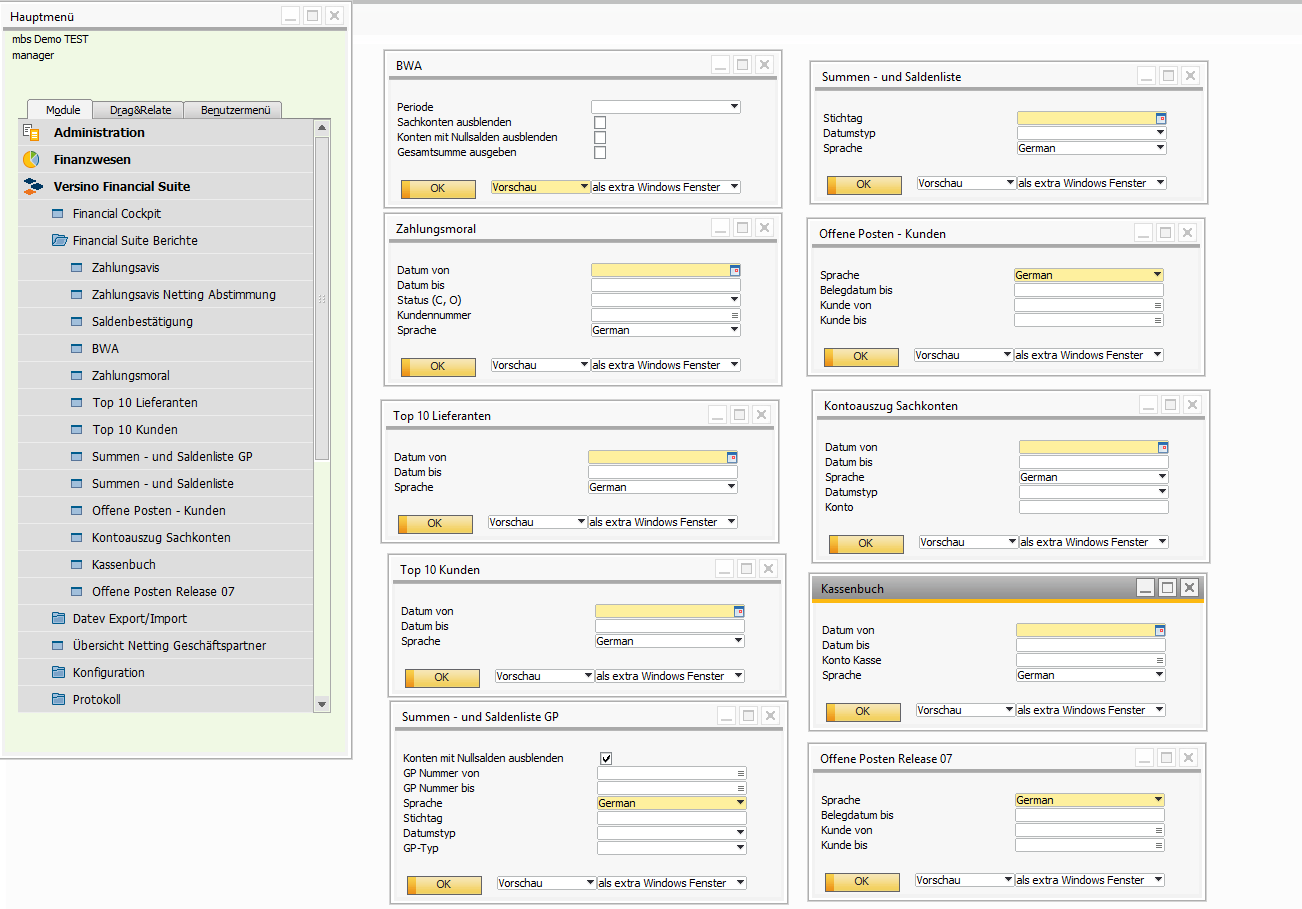 Hauptmenü
mbs Demo TEST
manager
Module Drag&Relate Benutzermenü
Administration
Finanzwesen
Versino Financial Suite
Financial Cockpit
Financial Suite Berichte
Zahlungsavis
Zahlungsavis Netting Abstimmung
Saldenbestätigung
BWA
Zahlungsmoral
Top 10 Lieferanten
Top 10 Kunden
Summen - und Saldenliste GP
Summen - und Saldenliste
Offene Posten - Kunden
Kontoauszug Sachkonten
Kassenbuch
Offene Posten Release 07
Datev Export/Import
Übersicht Netting Geschäftspartner
Konfiguration
Protokoll
BWA
Periode
Sachkonten ausblenden
Konten mit Nullsalden ausblenden
Gesamtsumme ausgeben
OK Vorschau als extra Windows Fenster
Zahlungsmoral
Datum von
Datum bis
Status (C, O)
Kundennummer
Sprache German
OK Vorschau als extra Windows Fenster
Top 10 Lieferanten
Datum von
Datum bis
Sprache German
OK Vorschau als extra Windows Fenster
Top 10 Kunden
Datum von
Datum bis
Sprache German
OK Vorschau als extra Windows Fenster
Summen - und Saldenliste GP
Konten mit Nullsalden ausblenden
GP Nummer von
GP Nummer bis
Sprache German
Stichtag
Datumstyp
GP-Typ
OK Vorschau als extra Windows Fenster
Summen - und Saldenliste
Stichtag
Datumstyp
Sprache German
OK Vorschau als extra Windows Fenster
Offene Posten - Kunden
Sprache German
Belegdatum bis
Kunde von
Kunde bis
OK Vorschau als extra Windows Fenster
Kontoauszug Sachkonten
Datum von
Datum bis
Sprache German
Datumstyp
Konto
OK Vorschau als extra Windows Fenster
Kassenbuch
Datum von
Datum bis
Konto Kasse
Sprache German
OK Vorschau als extra Windows Fenster
Offene Posten Release 07
Sprache German
Belegdatum bis
Kunde von
Kunde bis
OK Vorschau als extra Windows Fenster